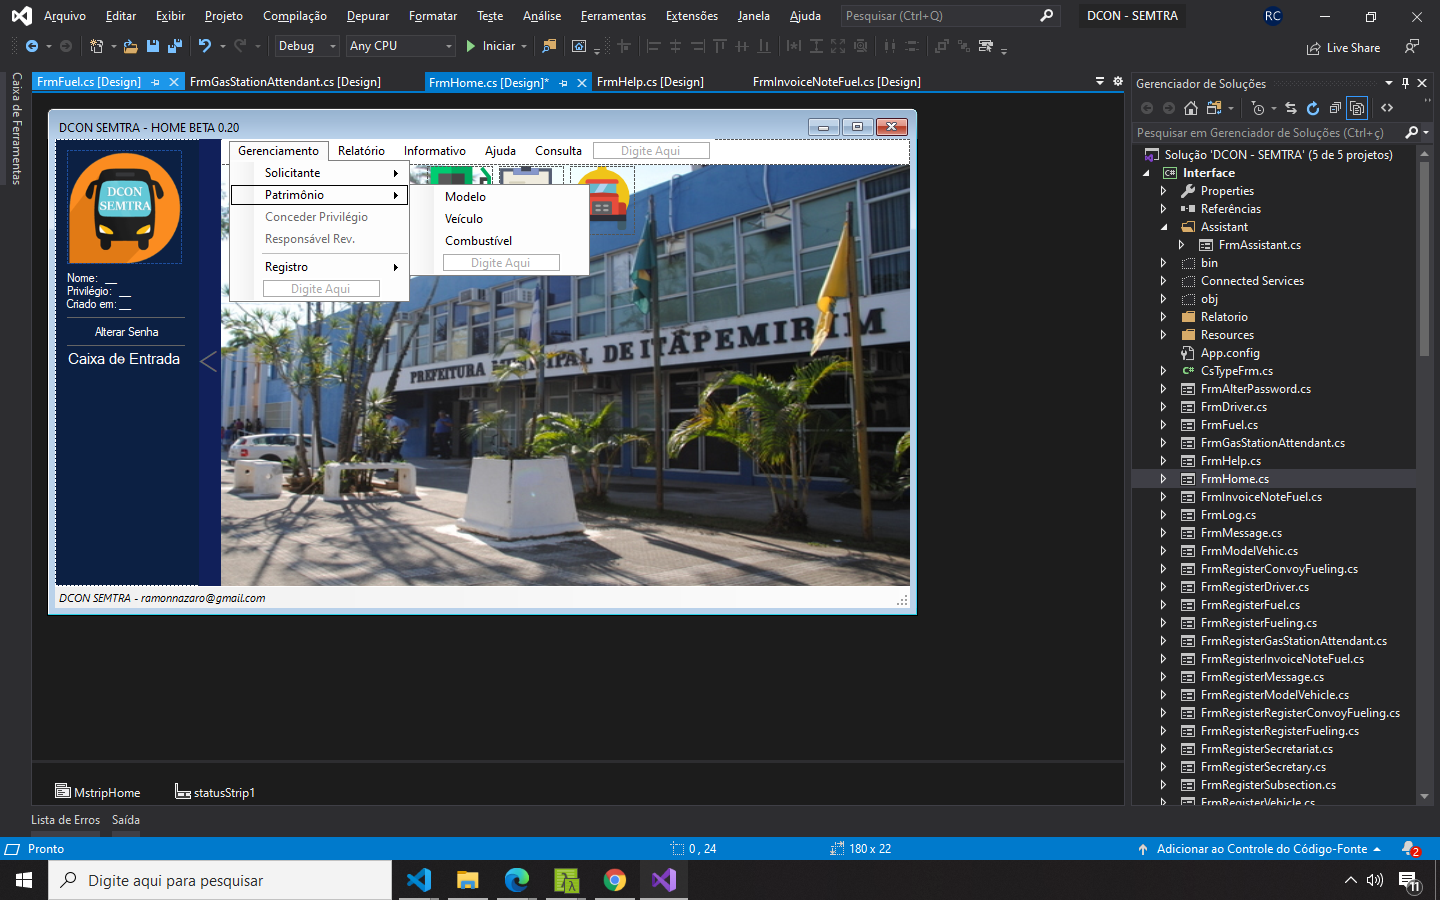 Arquivo Editar Exibir Projeto Compilação Depurar Formatar Teste Análise Ferramentas Extensões Janela Ajuda Pesquisar (Ctrl+Q) DCON - SEMTRA RC
Debug Any CPU Iniciar Live Share
Caixa de Ferramentas
FrmFuel.cs [Design] FrmGasStationAttendant.cs [Design] FrmHome.cs [Design]* FrmHelp.cs [Design] FrmInvoiceNoteFuel.cs [Design]
DCON SEMTRA - HOME BETA 0.20
Gerenciamento Relatório Informativo Ajuda Consulta Digite Aqui
Solicitante
Patrimônio
Conceder Privilégio
Responsável Rev.
Registro
Digite Aqui
Modelo
Veículo
Combustível
Digite Aqui
DCON
SEMTRA
Nome: __
Privilégio: __
Criado em: __
Alterar Senha
Caixa de Entrada
PREFEITURA MUNICIPAL DE ITAPEMIRIM
DCON SEMTRA - ramonnazaro@gmail.com
MstripHome statusStrip1
Lista de Erros Saída
Gerenciador de Soluções
Pesquisar em Gerenciador de Soluções (Ctrl+ç)
Solução 'DCON - SEMTRA' (5 de 5 projetos)
Interface
Properties
Referências
Assistant
FrmAssistant.cs
bin
Connected Services
obj
Relatorio
Resources
App.config
CsTypeFrm.cs
FrmAlterPassword.cs
FrmDriver.cs
FrmFuel.cs
FrmGasStationAttendant.cs
FrmHelp.cs
FrmHome.cs
FrmInvoiceNoteFuel.cs
FrmLog.cs
FrmMessage.cs
FrmModelVehic.cs
FrmRegisterConvoyFueling.cs
FrmRegisterDriver.cs
FrmRegisterFuel.cs
FrmRegisterFueling.cs
FrmRegisterGasStationAttendant.cs
FrmRegisterInvoiceNoteFuel.cs
FrmRegisterMessage.cs
FrmRegisterModelVehicle.cs
FrmRegisterRegisterConvoyFueling.cs
FrmRegisterRegisterFueling.cs
FrmRegisterSecretariat.cs
FrmRegisterSecretary.cs
FrmRegisterSubsection.cs
FrmRegisterVehicle.cs
Pronto 0 , 24 180 x 22 Adicionar ao Controle do Código-Fonte 2
Digite aqui para pesquisar 11